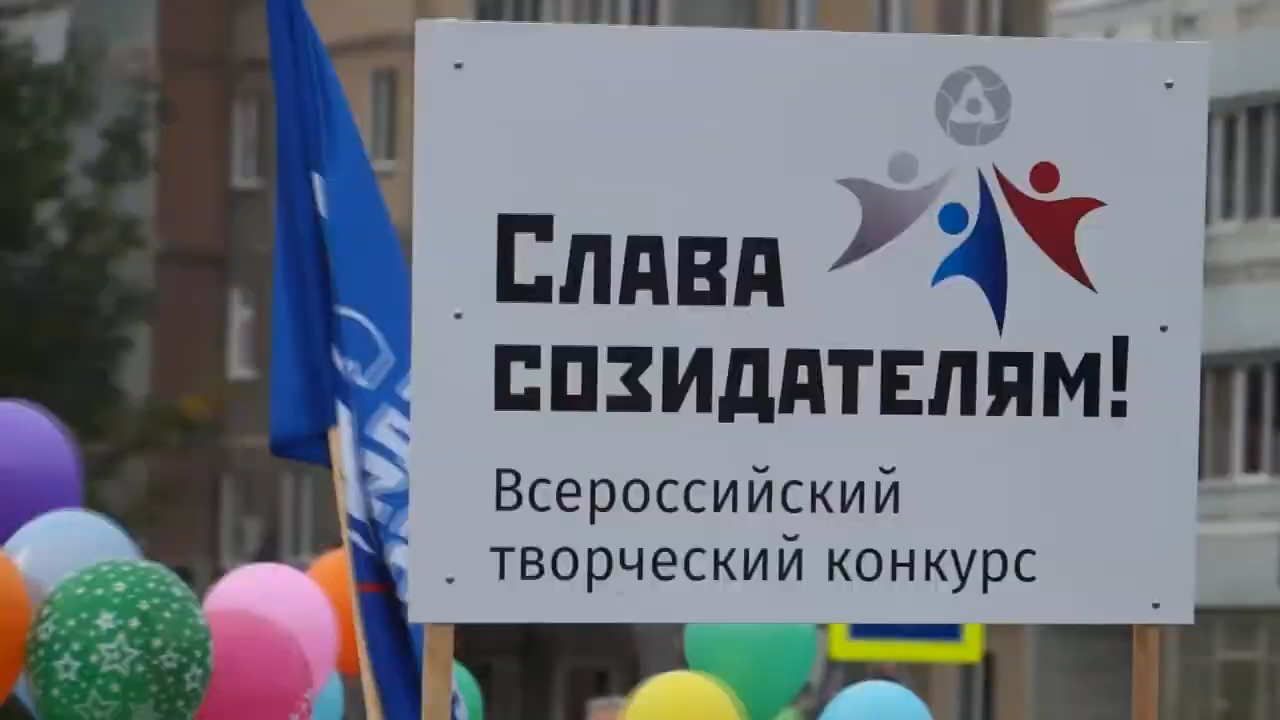 Слава
созидателям!
Всероссийский
творческий конкурс